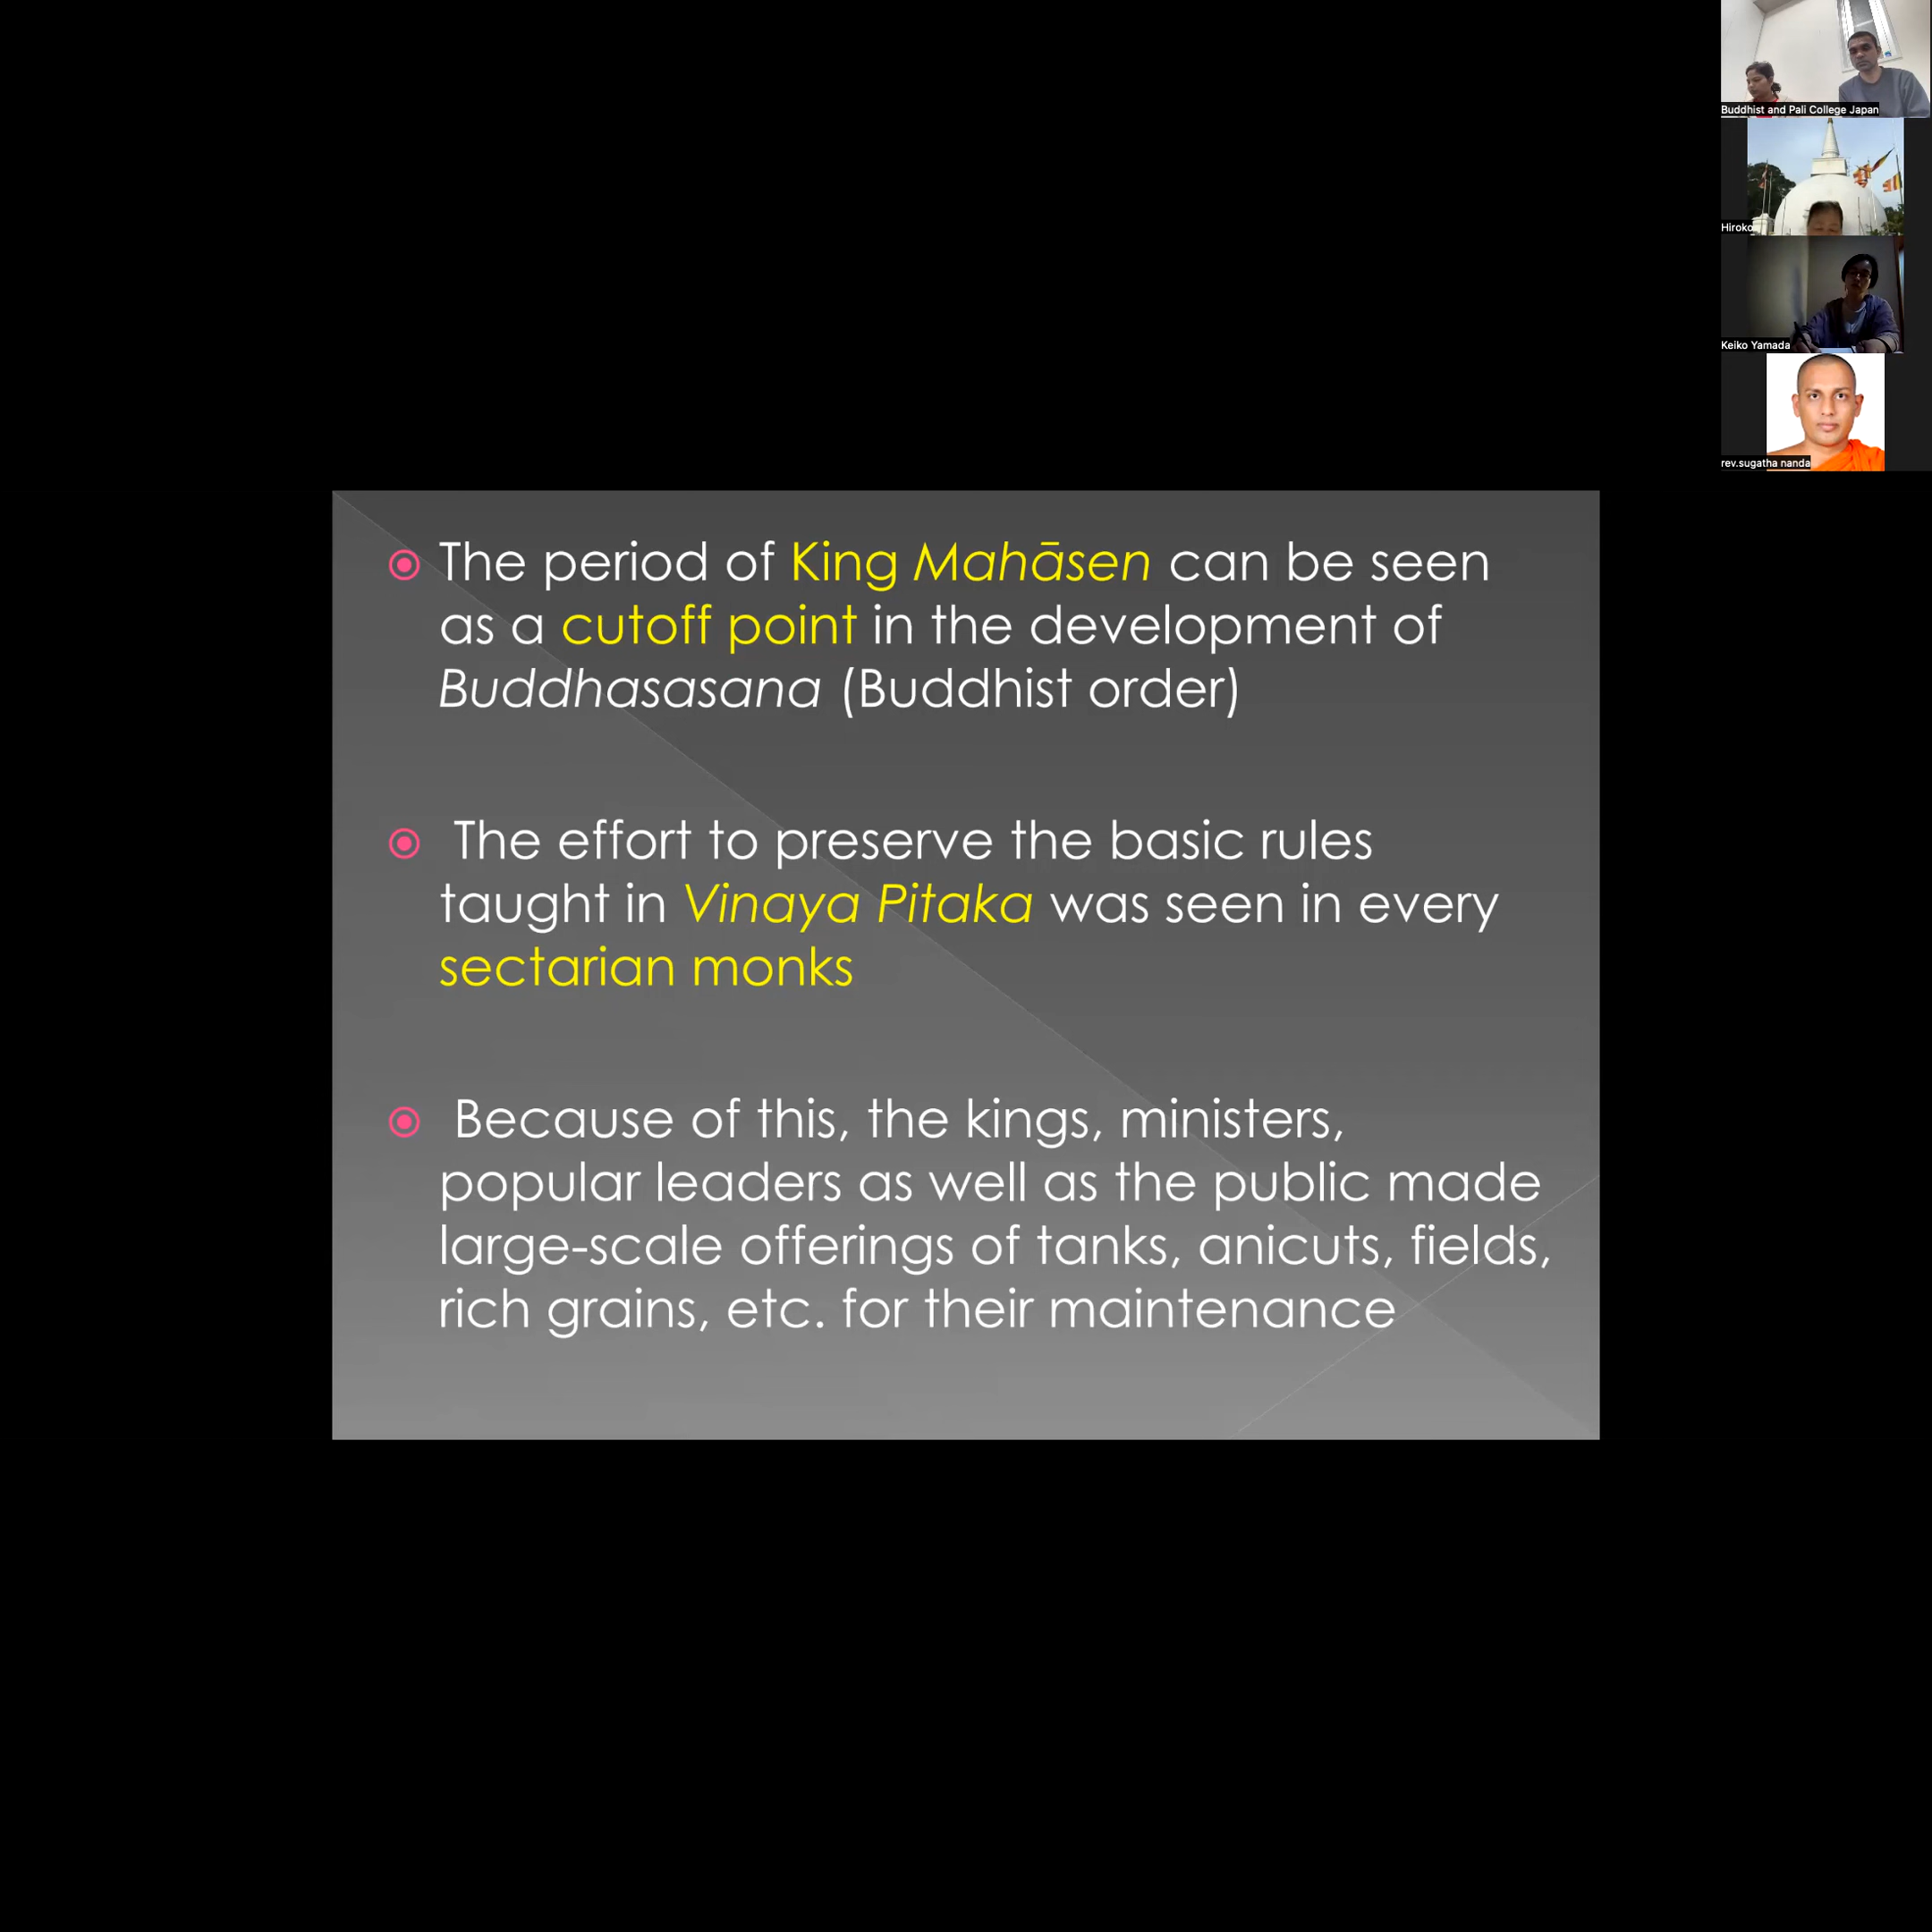 Buddhist and Pali College Japan
Hiroko
Keiko Yamada
rev.sugatha nanda
The period of King Mahāsen can be seen
as a cutoff point in the development of
Buddhasasana (Buddhist order)
The effort to preserve the basic rules
taught in Vinaya Pitaka was seen in every
sectarian monks
Because of this, the kings, ministers,
popular leaders as well as the public made
large-scale offerings of tanks, anicuts, fields,
rich grains, etc. for their maintenance